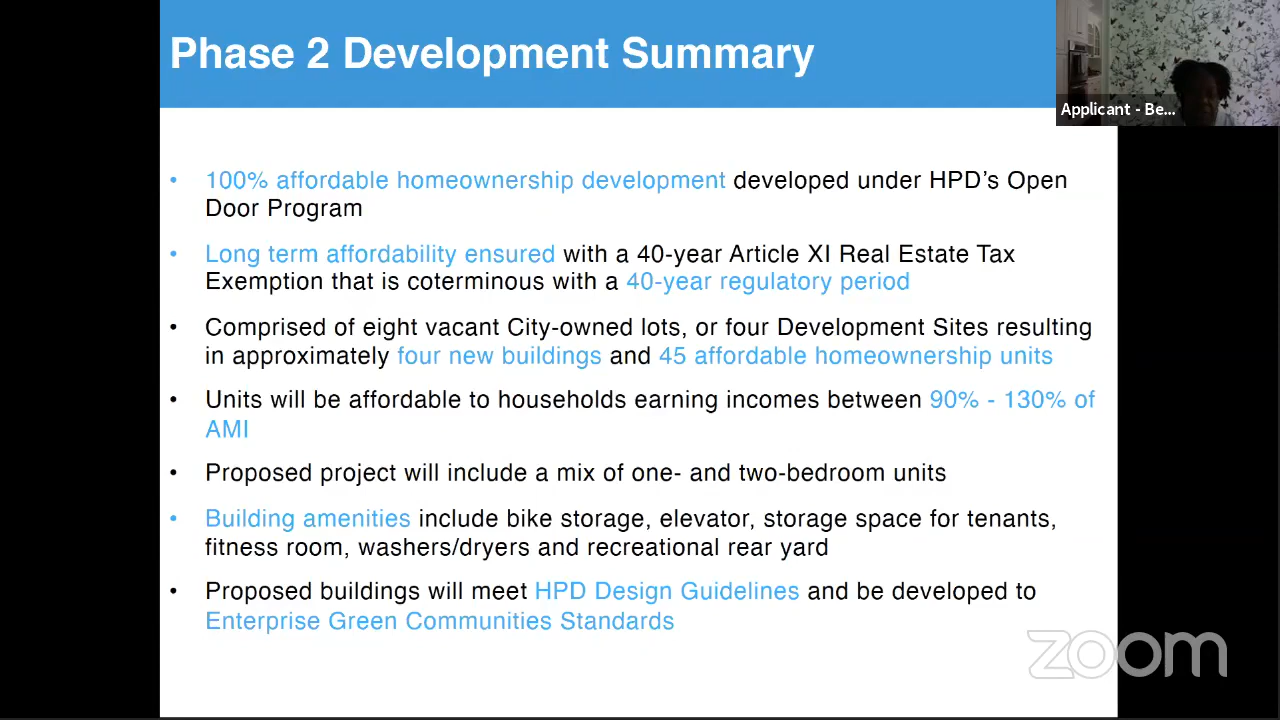 Phase 2 Development Summary
Applicant - Be...
• 100% affordable homeownership development developed under HPD's Open
Door Program
• Long term affordability ensured with a 40-year Article XI Real Estate Tax
Exemption that is coterminous with a 40-year regulatory period
• Comprised of eight vacant City-owned lots, or four Development Sites resulting
in approximately four new buildings and 45 affordable homeownership units
• Units will be affordable to households earning incomes between 90% - 130% of
AMI
• Proposed project will include a mix of one- and two-bedroom units
• Building amenities include bike storage, elevator, storage space for tenants,
fitness room, washers/dryers and recreational rear yard
• Proposed buildings will meet HPD Design Guidelines and be developed to
Enterprise Green Communities Standards
zoom